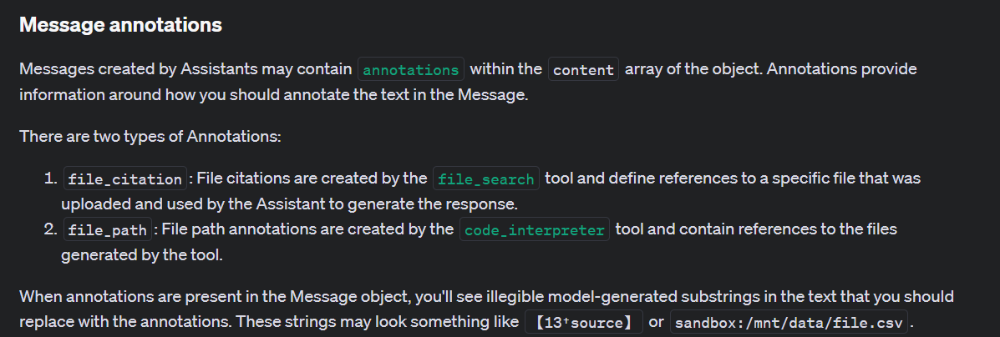 Message annotations
Messages created by Assistants may contain annotations within the content array of the object. Annotations provide
information around how you should annotate the text in the Message.
There are two types of Annotations:
1. file_citation : File citations are created by the file_search tool and define references to a specific file that was
uploaded and used by the Assistant to generate the response.
2. file_path : File path annotations are created by the code_interpreter tool and contain references to the files
generated by the tool.
When annotations are present in the Message object, you'll see illegible model-generated substrings in the text that you should
replace with the annotations. These strings may look something like 【13†source】 or sandbox:/mnt/data/file.csv .